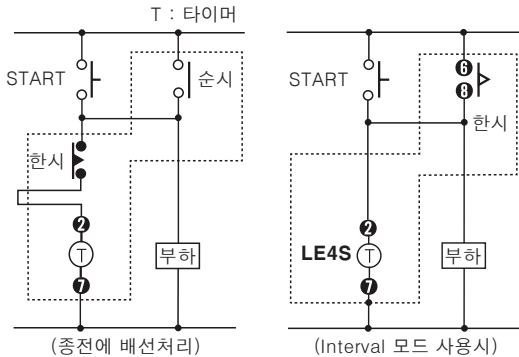 T : 타이머
START
순시
한시
2
T
7
부하
(종전에 배선처리)
START
6
8
한시
2
LE4S T
7
부하
(Interval 모드 사용시)